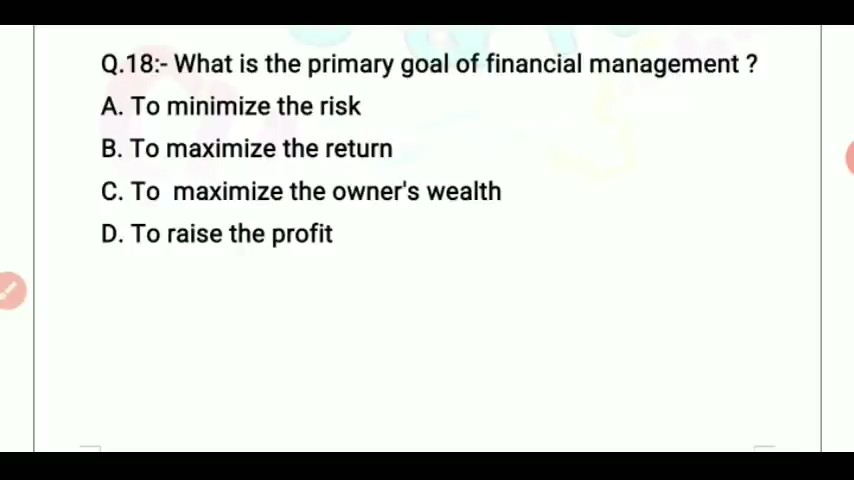 Q.18:- What is the primary goal of financial management ?
A. To minimize the risk
B. To maximize the return
C. To  maximize the owner's wealth
D. To raise the profit